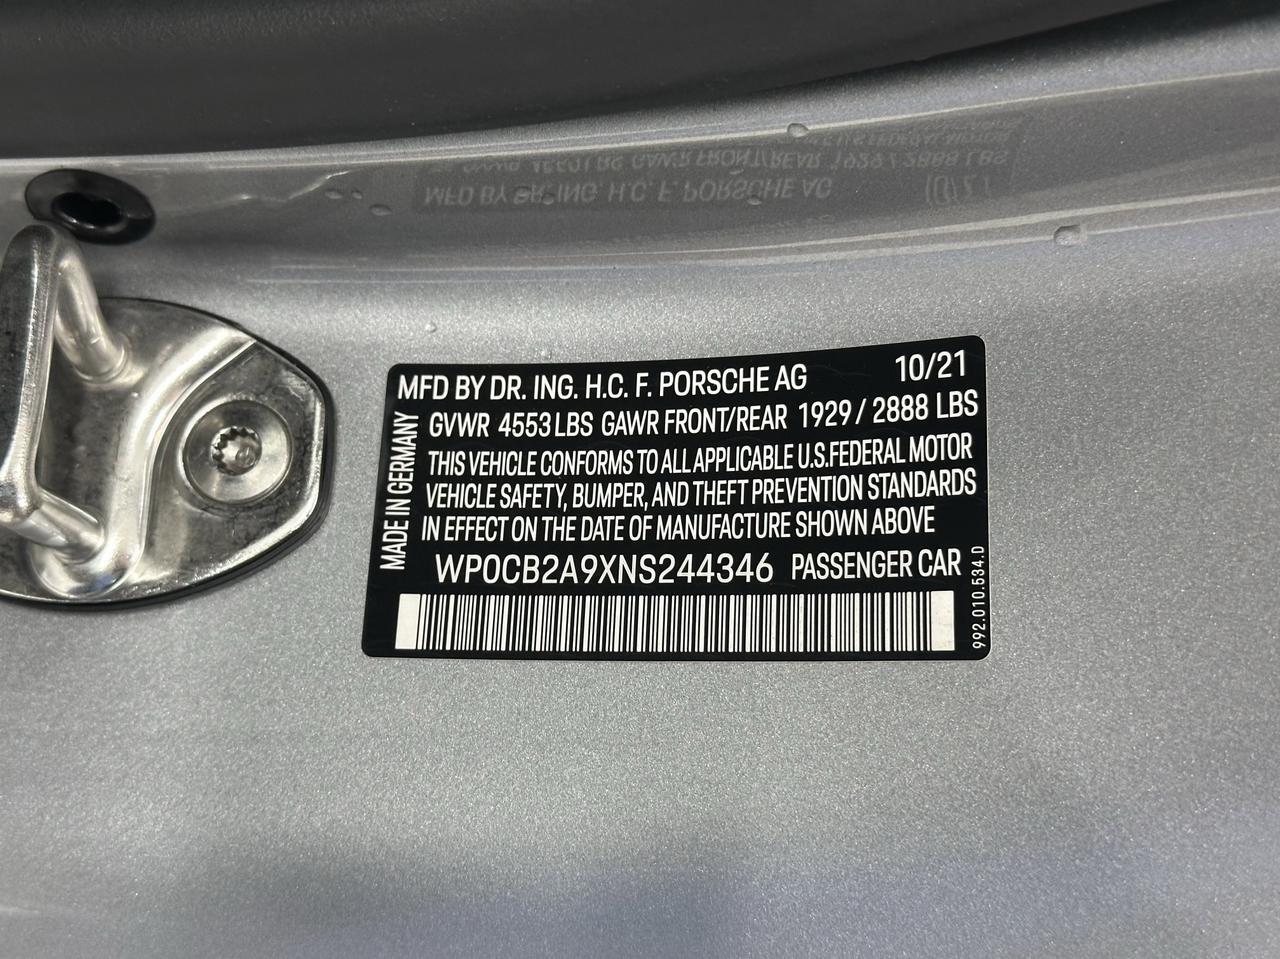 MFD BY DR. ING. H.C. F. PORSCHE AG 10/21
GVWR 4553 LBS GAWR FRONT/REAR 1929 / 2888 LBS
THIS VEHICLE CONFORMS TO ALL APPLICABLE U.S.FEDERAL MOTOR
VEHICLE SAFETY, BUMPER, AND THEFT PREVENTION STANDARDS
IN EFFECT ON THE DATE OF MANUFACTURE SHOWN ABOVE
WP0CB2A9XNS244346 PASSENGER CAR
MADE IN GERMANY
992.010.534.D